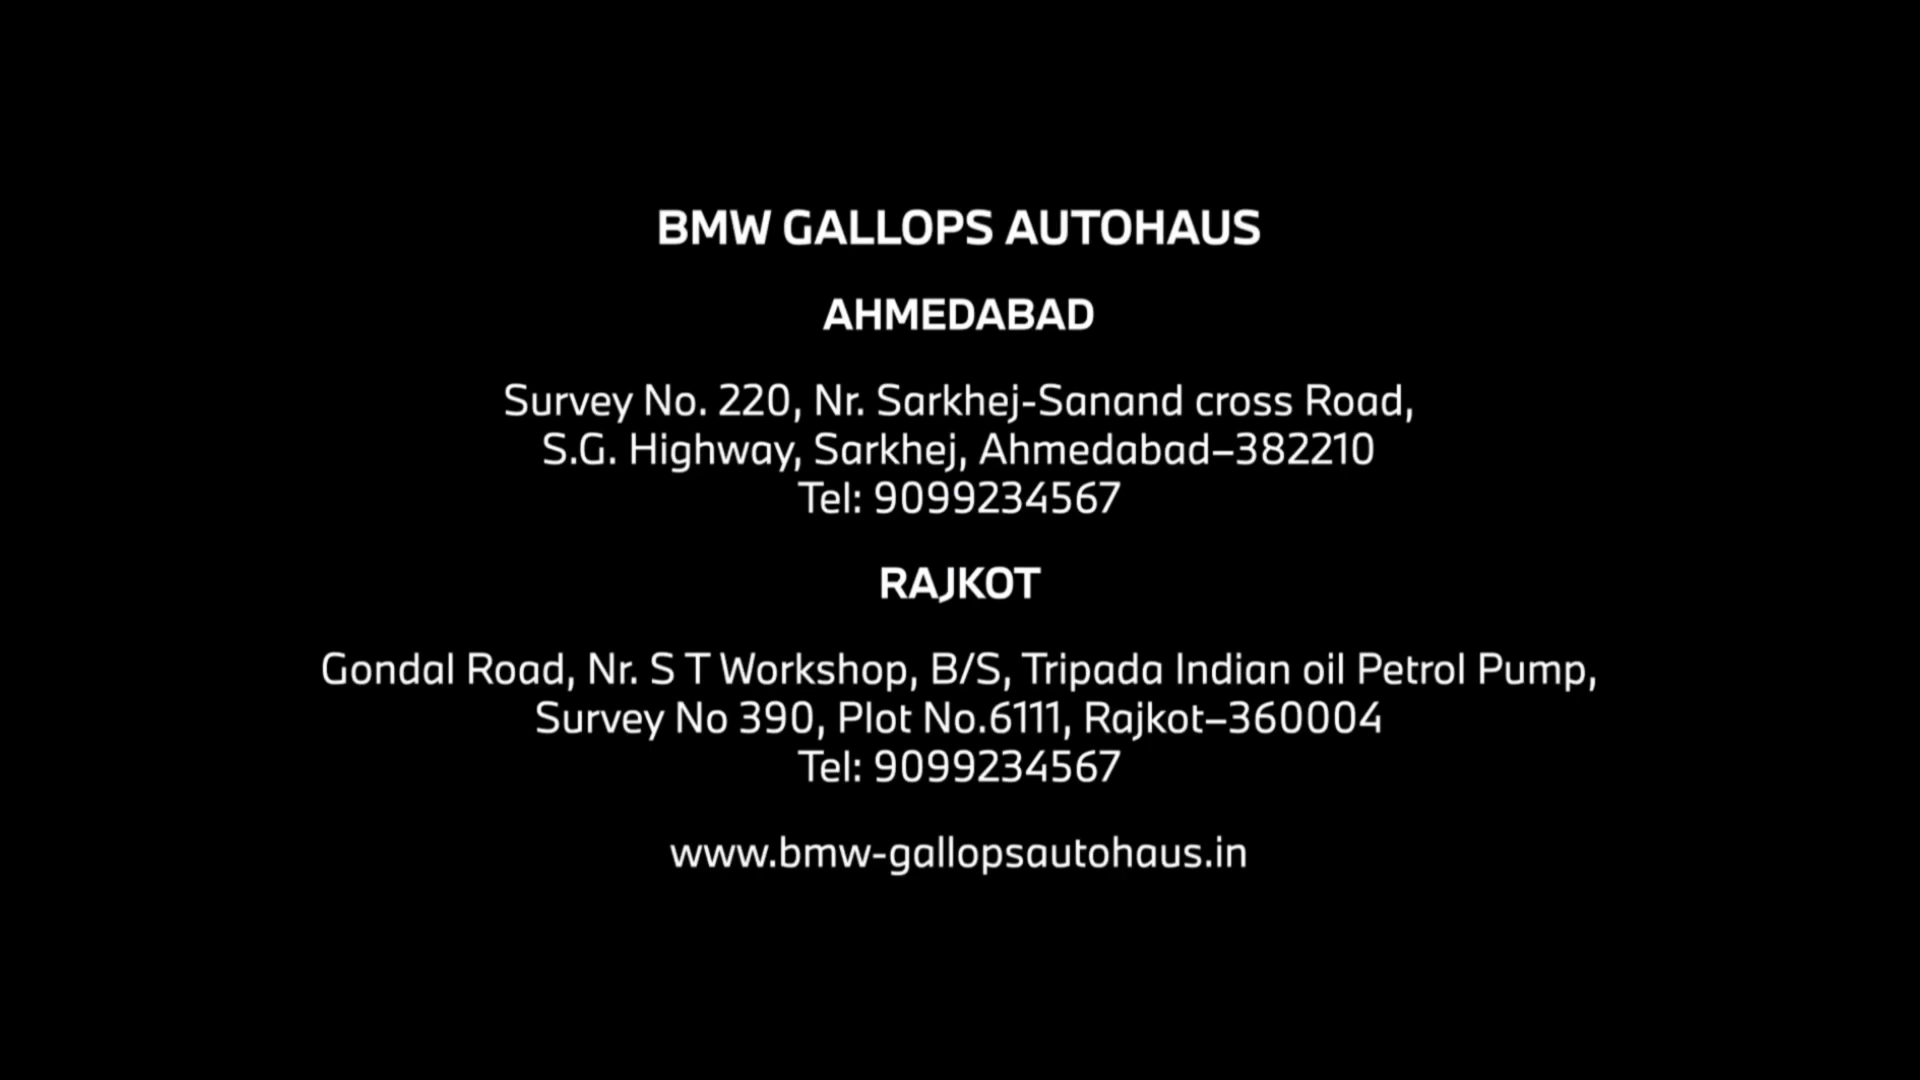 BMW GALLOPS AUTOHAUS
AHMEDABAD
Survey No. 220, Nr. Sarkhej-Sanand cross Road,
S.G. Highway, Sarkhej, Ahmedabad–382210
Tel: 9099234567
RAJKOT
Gondal Road, Nr. S T Workshop, B/S, Tripada Indian oil Petrol Pump,
Survey No 390, Plot No.6111, Rajkot–360004
Tel: 9099234567
www.bmw-gallopsautohaus.in